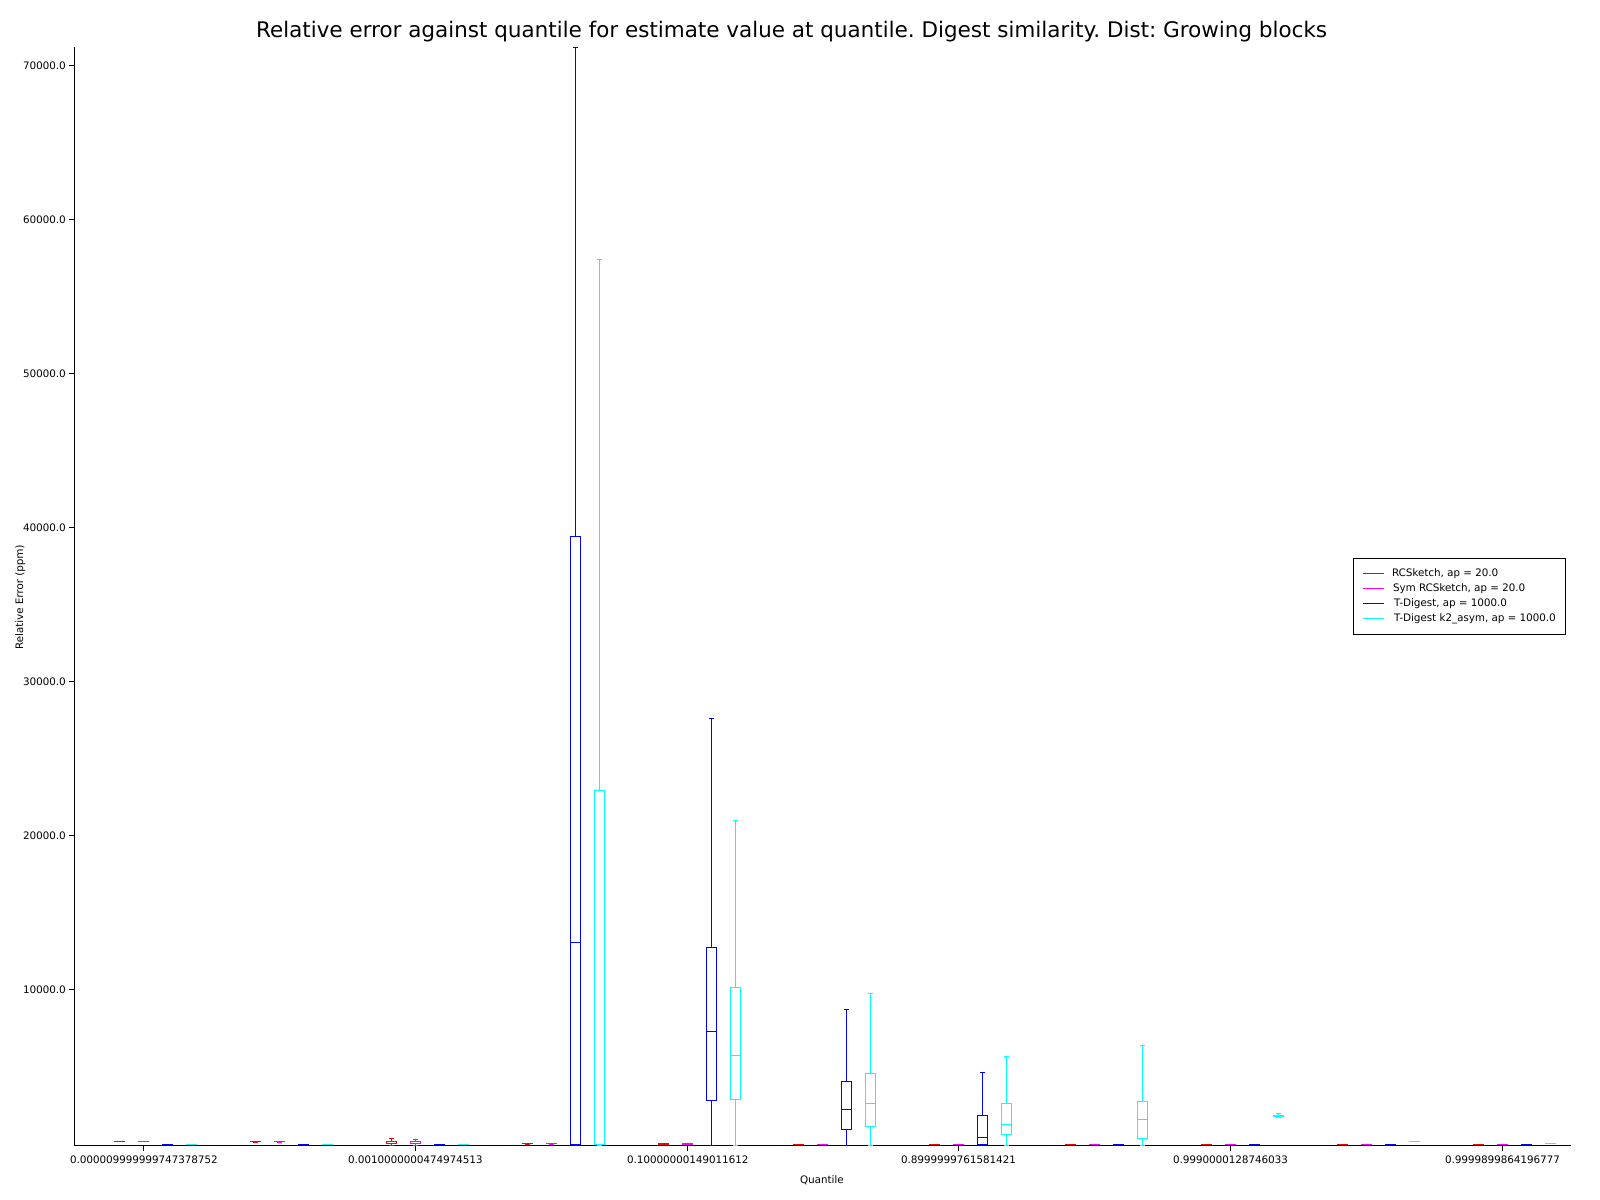 Relative error against quantile for estimate value at quantile. Digest similarity. Dist: Growing blocks
70000.0
60000.0
50000.0
40000.0
30000.0
20000.0
10000.0
Relative Error (ppm)
RCSketch, ap = 20.0
Sym RCSketch, ap = 20.0
T-Digest, ap = 1000.0
T-Digest k2_asym, ap = 1000.0
0.000009999999747378752
0.001000000474974513
0.10000000149011612
0.8999999761581421
0.9990000128746033
0.9999899864196777
Quantile